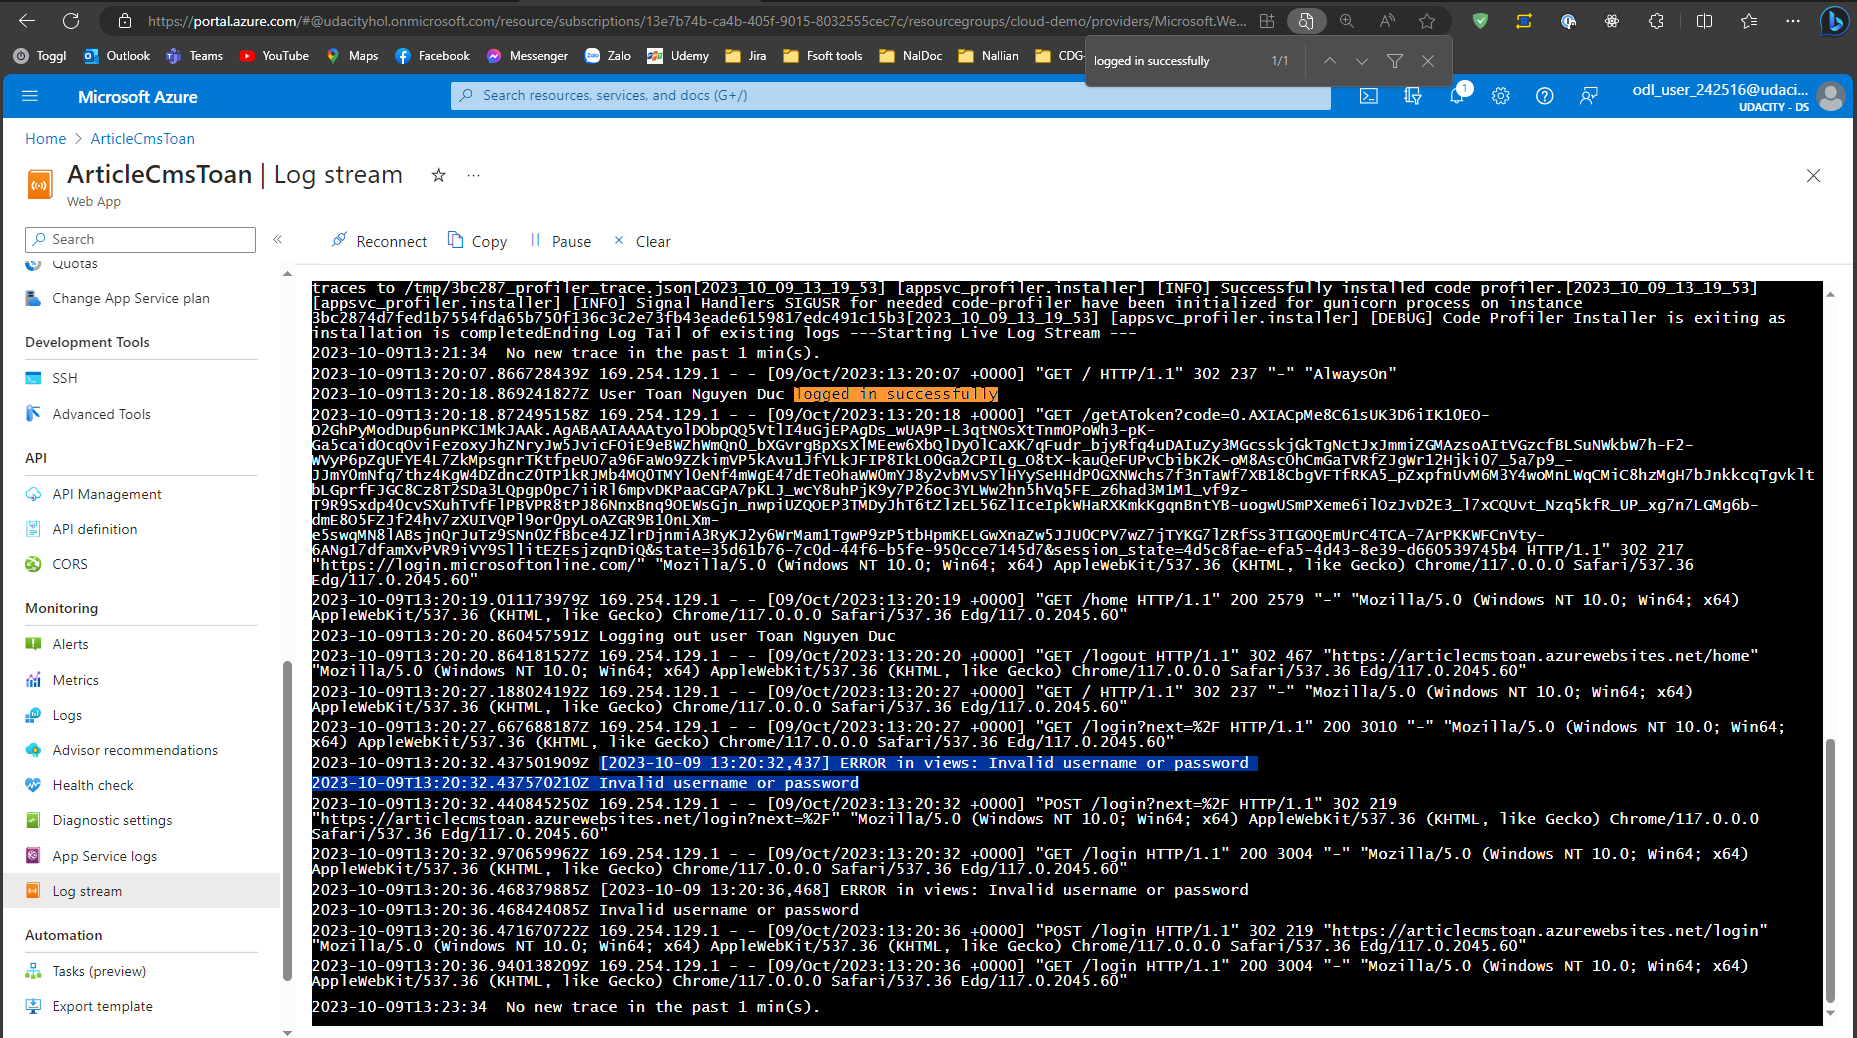 https://portal.azure.com/#@udacityhol.onmicrosoft.com/resource/subscriptions/13e7b74b-ca4b-405f-9015-8032555cec7c/resourcegroups/cloud-demo/providers/Microsoft.We...
Toggl Outlook Teams YouTube Maps Facebook Messenger Zalo Udemy Jira Fsoft tools NalDoc Nallian CDG-
logged in successfully 1/1
Microsoft Azure
Search resources, services, and docs (G+/)
1
odl_user_242516@udaci...
UDACITY - DS
Home > ArticleCmsToan
ArticleCmsToan | Log stream
Web App
Search
Reconnect Copy Pause Clear
Quotas
Change App Service plan
Development Tools
SSH
Advanced Tools
API
API Management
API definition
CORS
Monitoring
Alerts
Metrics
Logs
Advisor recommendations
Health check
Diagnostic settings
App Service logs
Log stream
Automation
Tasks (preview)
Export template
traces to /tmp/3bc287_profiler_trace.json[2023_10_09_13_19_53] [appsvc_profiler.installer] [INFO] Successfully installed code profiler.[2023_10_09_13_19_53]
[appsvc_profiler.installer] [INFO] Signal Handlers SIGUSR for needed code-profiler have been initialized for gunicorn process on instance
3bc2874d7fed1b7554fda65b750f136c3c2e73fb43eade6159817edc491c15b3[2023_10_09_13_19_53] [appsvc_profiler.installer] [DEBUG] Code Profiler Installer is exiting as
installation is completedEnding Log Tail of existing logs ---Starting Live Log Stream ---
2023-10-09T13:21:34  No new trace in the past 1 min(s).
2023-10-09T13:20:07.866728439Z 169.254.129.1 - - [09/Oct/2023:13:20:07 +0000] "GET / HTTP/1.1" 302 237 "-" "AlwaysOn"
2023-10-09T13:20:18.869241827Z User Toan Nguyen Duc logged in successfully
2023-10-09T13:20:18.872495158Z 169.254.129.1 - - [09/Oct/2023:13:20:18 +0000] "GET /getAToken?code=
&state=35d61b76-7c0d-44f6-b5fe-950cce7145d7&session_state=4d5c8fae-efa5-4d43-8e39-d660539745b4 HTTP/1.1" 302 217
"https://login.microsoftonline.com/" "Mozilla/5.0 (Windows NT 10.0; Win64; x64) AppleWebKit/537.36 (KHTML, like Gecko) Chrome/117.0.0.0 Safari/537.36
Edg/117.0.2045.60"
2023-10-09T13:20:19.011173979Z 169.254.129.1 - - [09/Oct/2023:13:20:19 +0000] "GET /home HTTP/1.1" 200 2579 "-" "Mozilla/5.0 (Windows NT 10.0; Win64; x64)
AppleWebKit/537.36 (KHTML, like Gecko) Chrome/117.0.0.0 Safari/537.36 Edg/117.0.2045.60"
2023-10-09T13:20:20.860457591Z Logging out user Toan Nguyen Duc
2023-10-09T13:20:20.864181527Z 169.254.129.1 - - [09/Oct/2023:13:20:20 +0000] "GET /logout HTTP/1.1" 302 467 "https://articlecmstoan.azurewebsites.net/home"
"Mozilla/5.0 (Windows NT 10.0; Win64; x64) AppleWebKit/537.36 (KHTML, like Gecko) Chrome/117.0.0.0 Safari/537.36 Edg/117.0.2045.60"
2023-10-09T13:20:27.188024192Z 169.254.129.1 - - [09/Oct/2023:13:20:27 +0000] "GET / HTTP/1.1" 302 237 "-" "Mozilla/5.0 (Windows NT 10.0; Win64; x64)
AppleWebKit/537.36 (KHTML, like Gecko) Chrome/117.0.0.0 Safari/537.36 Edg/117.0.2045.60"
2023-10-09T13:20:27.667688187Z 169.254.129.1 - - [09/Oct/2023:13:20:27 +0000] "GET /login?next=%2F HTTP/1.1" 200 3010 "-" "Mozilla/5.0 (Windows NT 10.0; Win64;
x64) AppleWebKit/537.36 (KHTML, like Gecko) Chrome/117.0.0.0 Safari/537.36 Edg/117.0.2045.60"
2023-10-09T13:20:32.437501909Z [2023-10-09 13:20:32,437] ERROR in views: Invalid username or password
2023-10-09T13:20:32.437570210Z Invalid username or password
2023-10-09T13:20:32.440845250Z 169.254.129.1 - - [09/Oct/2023:13:20:32 +0000] "POST /login?next=%2F HTTP/1.1" 302 219
"https://articlecmstoan.azurewebsites.net/login?next=%2F" "Mozilla/5.0 (Windows NT 10.0; Win64; x64) AppleWebKit/537.36 (KHTML, like Gecko) Chrome/117.0.0.0
Safari/537.36 Edg/117.0.2045.60"
2023-10-09T13:20:32.970659962Z 169.254.129.1 - - [09/Oct/2023:13:20:32 +0000] "GET /login HTTP/1.1" 200 3004 "-" "Mozilla/5.0 (Windows NT 10.0; Win64; x64)
AppleWebKit/537.36 (KHTML, like Gecko) Chrome/117.0.0.0 Safari/537.36 Edg/117.0.2045.60"
2023-10-09T13:20:36.468379885Z [2023-10-09 13:20:36,468] ERROR in views: Invalid username or password
2023-10-09T13:20:36.468424085Z Invalid username or password
2023-10-09T13:20:36.471670722Z 169.254.129.1 - - [09/Oct/2023:13:20:36 +0000] "POST /login HTTP/1.1" 302 219 "https://articlecmstoan.azurewebsites.net/login"
"Mozilla/5.0 (Windows NT 10.0; Win64; x64) AppleWebKit/537.36 (KHTML, like Gecko) Chrome/117.0.0.0 Safari/537.36 Edg/117.0.2045.60"
2023-10-09T13:20:36.940138209Z 169.254.129.1 - - [09/Oct/2023:13:20:36 +0000] "GET /login HTTP/1.1" 200 3004 "-" "Mozilla/5.0 (Windows NT 10.0; Win64; x64)
AppleWebKit/537.36 (KHTML, like Gecko) Chrome/117.0.0.0 Safari/537.36 Edg/117.0.2045.60"
2023-10-09T13:23:34  No new trace in the past 1 min(s).